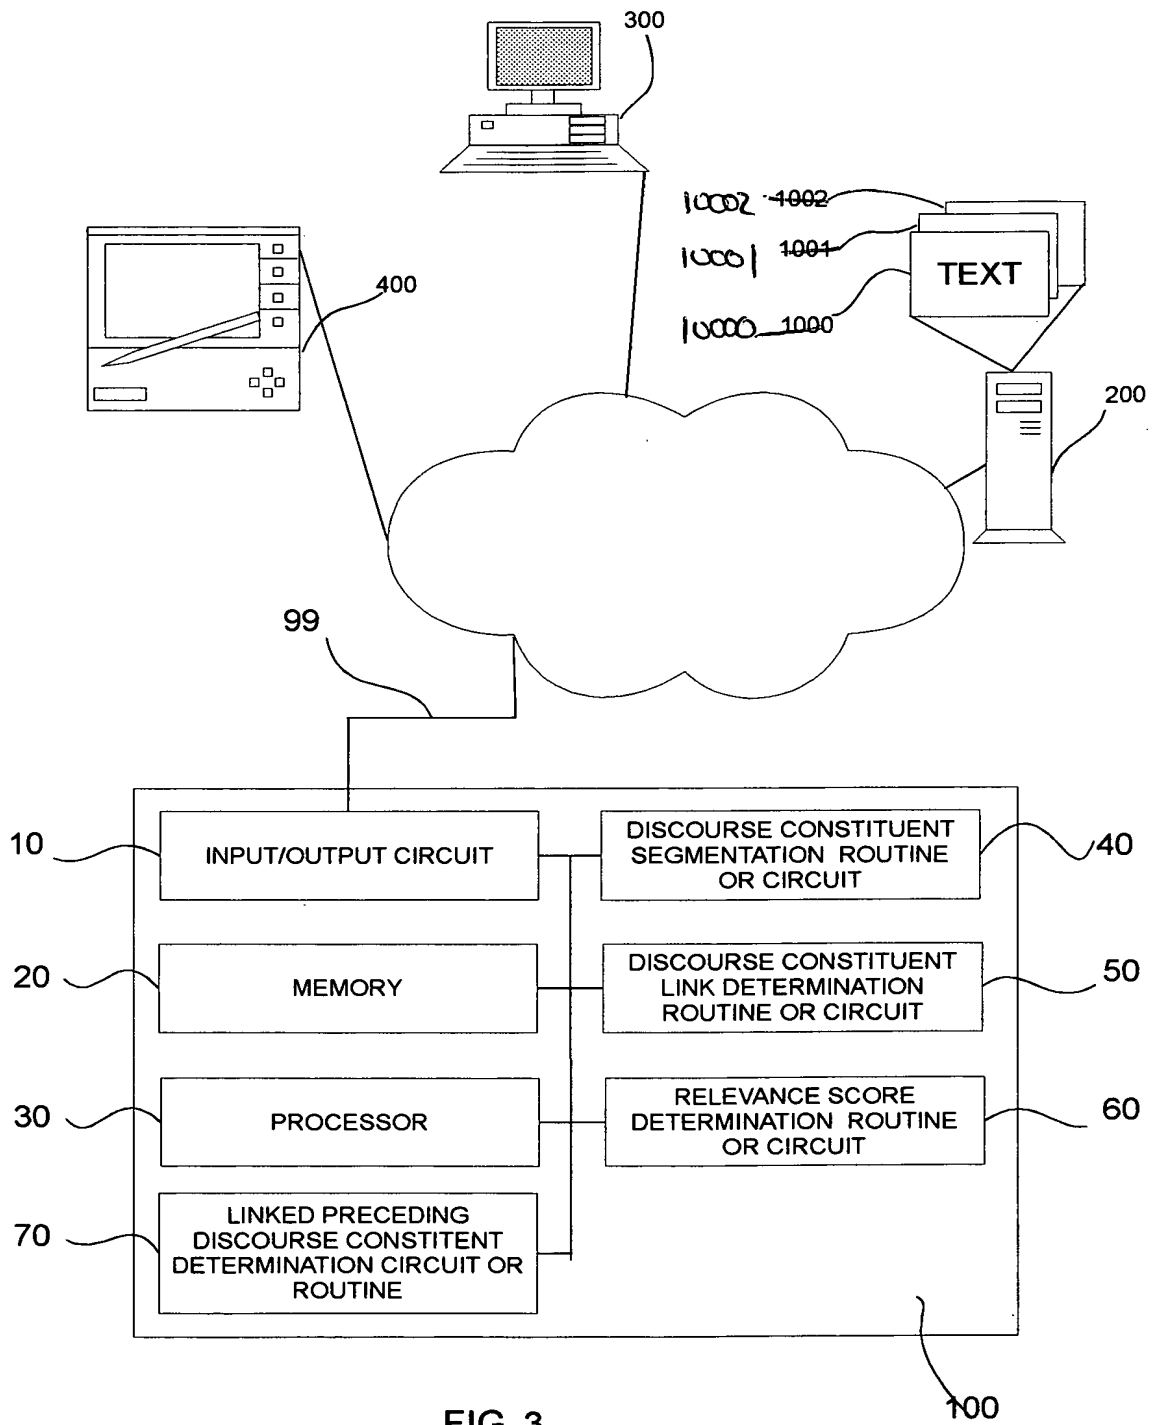 300
10002 1002
10001 1001
TEXT
10000 1000
400
200
99
10
INPUT/OUTPUT CIRCUIT
DISCOURSE CONSTITUENT
SEGMENTATION ROUTINE
OR CIRCUIT
40
20
MEMORY
DISCOURSE CONSTITUENT
LINK DETERMINATION
ROUTINE OR CIRCUIT
50
30
PROCESSOR
RELEVANCE SCORE
DETERMINATION ROUTINE
OR CIRCUIT
60
70
LINKED PRECEDING
DISCOURSE CONSTITENT
DETERMINATION CIRCUIT OR
ROUTINE
100
FIG. 3